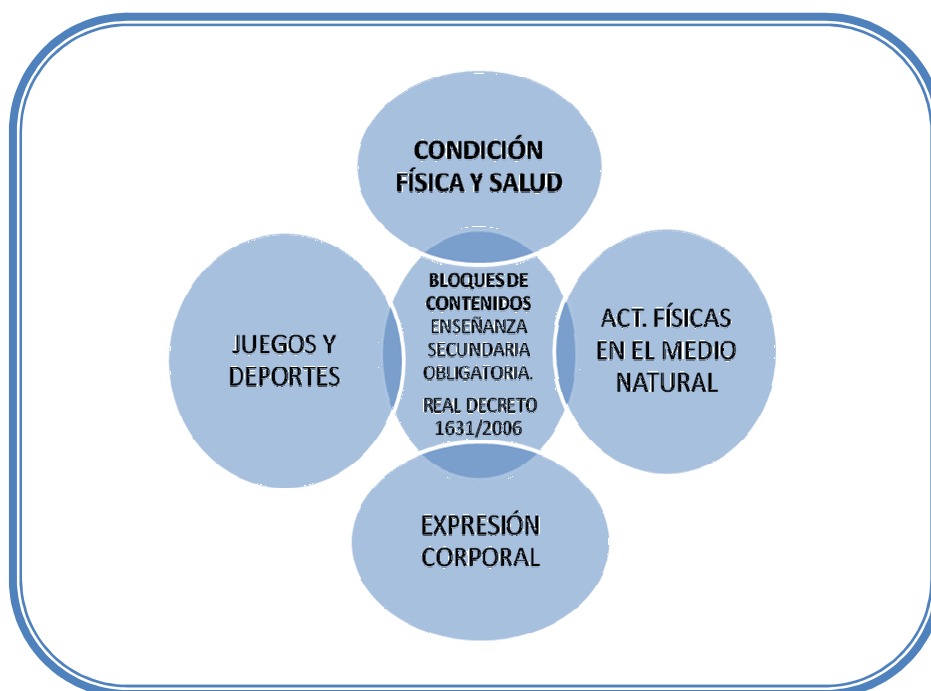 CONDICIÓN
FÍSICA Y SALUD
BLOQUES DE
CONTENIDOS
ENSEÑANZA
SECUNDARIA
OBLIGATORIA.
REAL DECRETO
1631/2006
JUEGOS Y
DEPORTES
ACT. FÍSICAS
EN EL MEDIO
NATURAL
EXPRESIÓN
CORPORAL